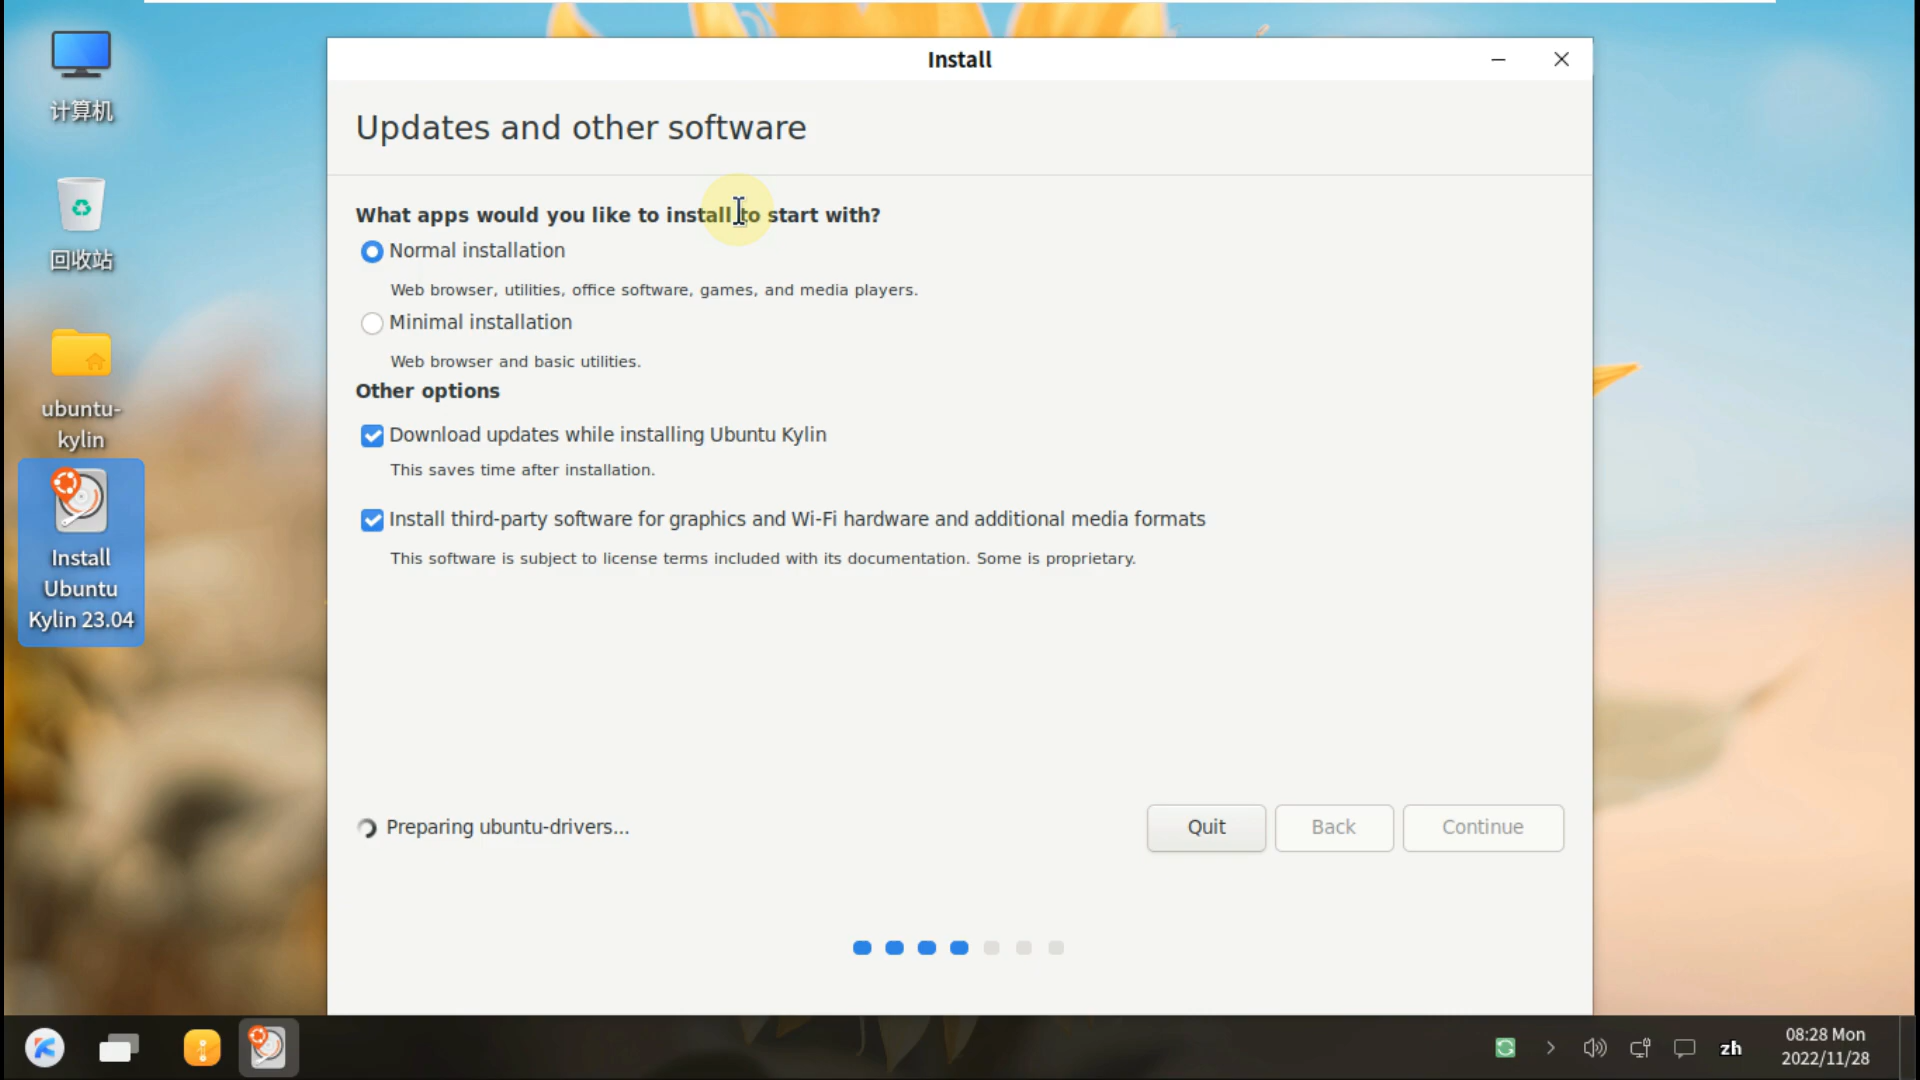 计算机
回收站
ubuntu-
kylin
Install
Ubuntu
Kylin 23.04
Install
Updates and other software
What apps would you like to install to start with?
Normal installation
Web browser, utilities, office software, games, and media players.
Minimal installation
Web browser and basic utilities.
Other options
Download updates while installing Ubuntu Kylin
This saves time after installation.
Install third-party software for graphics and Wi-Fi hardware and additional media formats
This software is subject to license terms included with its documentation. Some is proprietary.
Preparing ubuntu-drivers...
Quit
Back
Continue
zh
08:28 Mon
2022/11/28